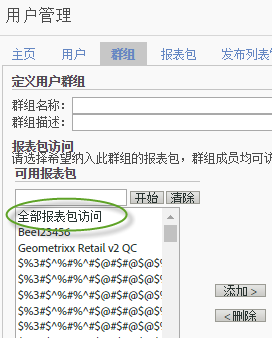 用户管理
主页 用户 群组 报表包 发布列表
定义用户群组
群组名称：
群组描述：
报表包访问
请选择希望纳入此群组的报表包，群组成员均可访
可用报表包
开始 清除
全部报表包访问
Beel23456
Geometrixx Retail v2 QC
$%3#$^%#%^#$@#$#@$@$%
$%3#$^%#%^#$@#$#@$@$%
$%3#$^%#%^#$@#$#@$@$%
添加 >
$%3#$^%#%^#$@#$#@$@$%
$%3#$^%#%^#$@#$#@$@$%
< 删除